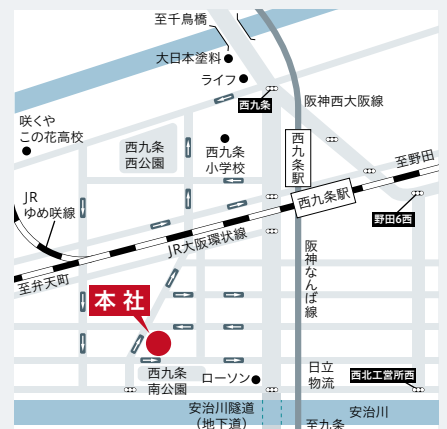 至千鳥橋
大日本塗料
ライフ
西九条
阪神西大阪線
咲くや
この花高校
西九条
西公園
西九条
小学校
西九条駅
至野田
西九条駅
野田6西
JR
ゆめ咲線
JR大阪環状線
阪神なんば線
至弁天町
本社
西九条
南公園
ローソン
日立
物流
西北工営所西
安治川隧道
(地下道)
安治川
至九条